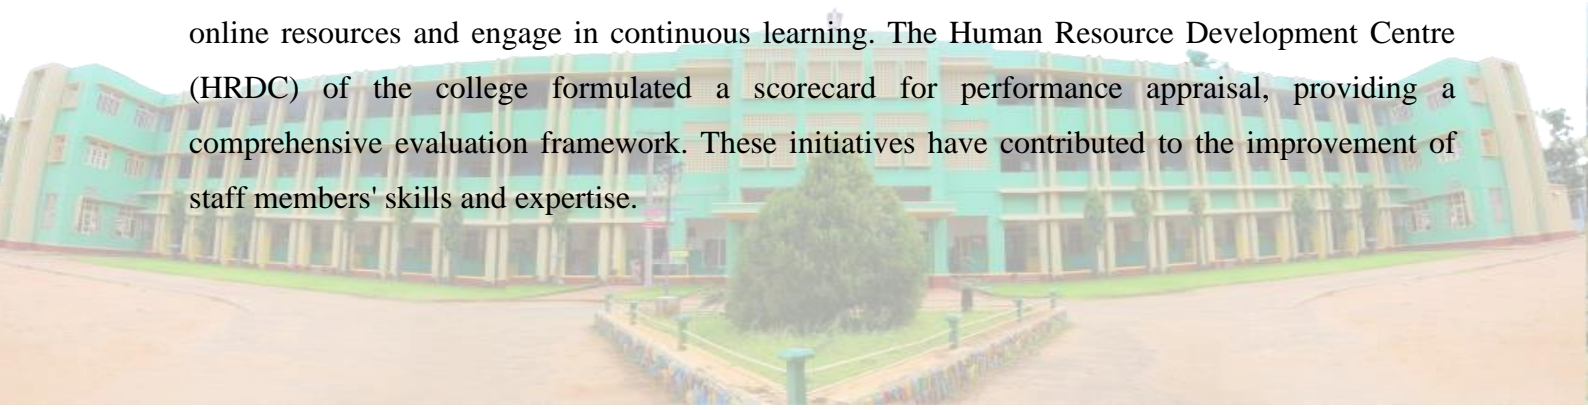 online resources and engage in continuous learning. The Human Resource Development Centre
(HRDC) of the college formulated a scorecard for performance appraisal, providing a
comprehensive evaluation framework. These initiatives have contributed to the improvement of
staff members' skills and expertise.